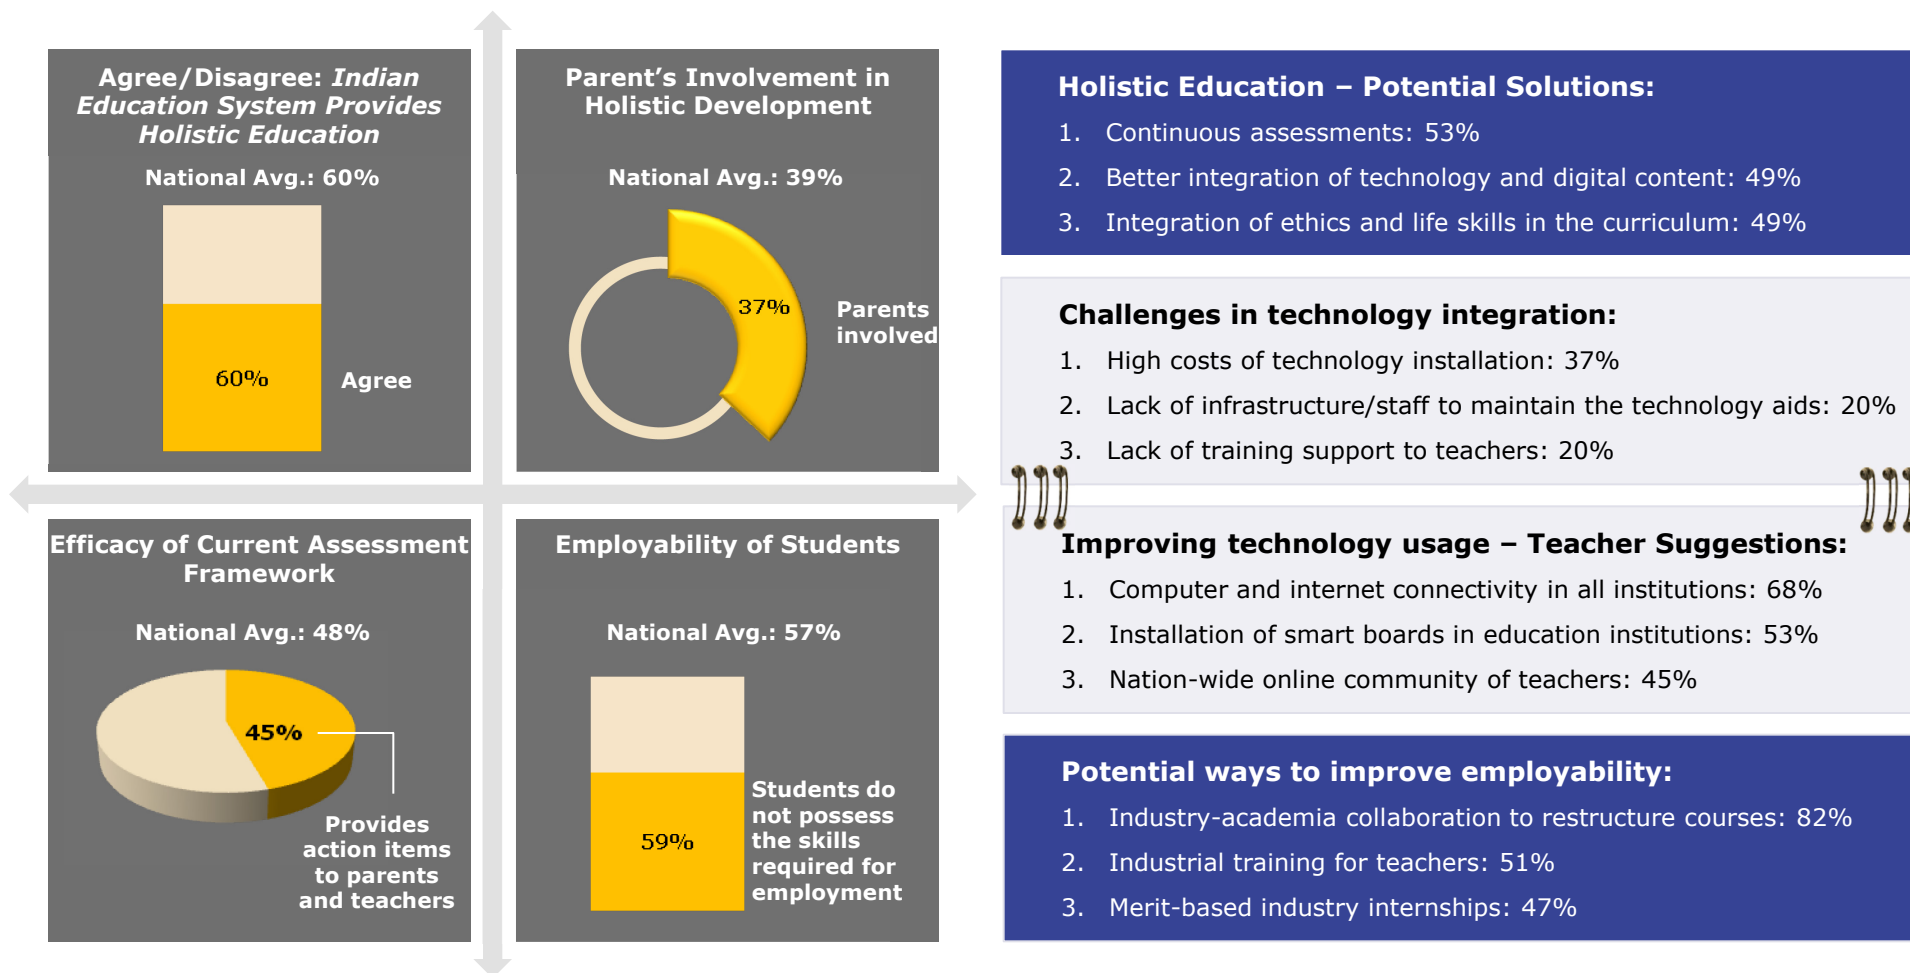 Agree/Disagree: Indian
Education System Provides
Holistic Education
National Avg.: 60%
60%
Agree
Parent’s Involvement in
Holistic Development
National Avg.: 39%
37%
Parents
involved
Efficacy of Current Assessment
Framework
National Avg.: 48%
45%
Provides
action items
to parents
and teachers
Employability of Students
National Avg.: 57%
59%
Students do
not possess
the skills
required for
employment
Holistic Education – Potential Solutions:
1. Continuous assessments: 53%
2. Better integration of technology and digital content: 49%
3. Integration of ethics and life skills in the curriculum: 49%
Challenges in technology integration:
1. High costs of technology installation: 37%
2. Lack of infrastructure/staff to maintain the technology aids: 20%
3. Lack of training support to teachers: 20%
Improving technology usage – Teacher Suggestions:
1. Computer and internet connectivity in all institutions: 68%
2. Installation of smart boards in education institutions: 53%
3. Nation-wide online community of teachers: 45%
Potential ways to improve employability:
1. Industry-academia collaboration to restructure courses: 82%
2. Industrial training for teachers: 51%
3. Merit-based industry internships: 47%